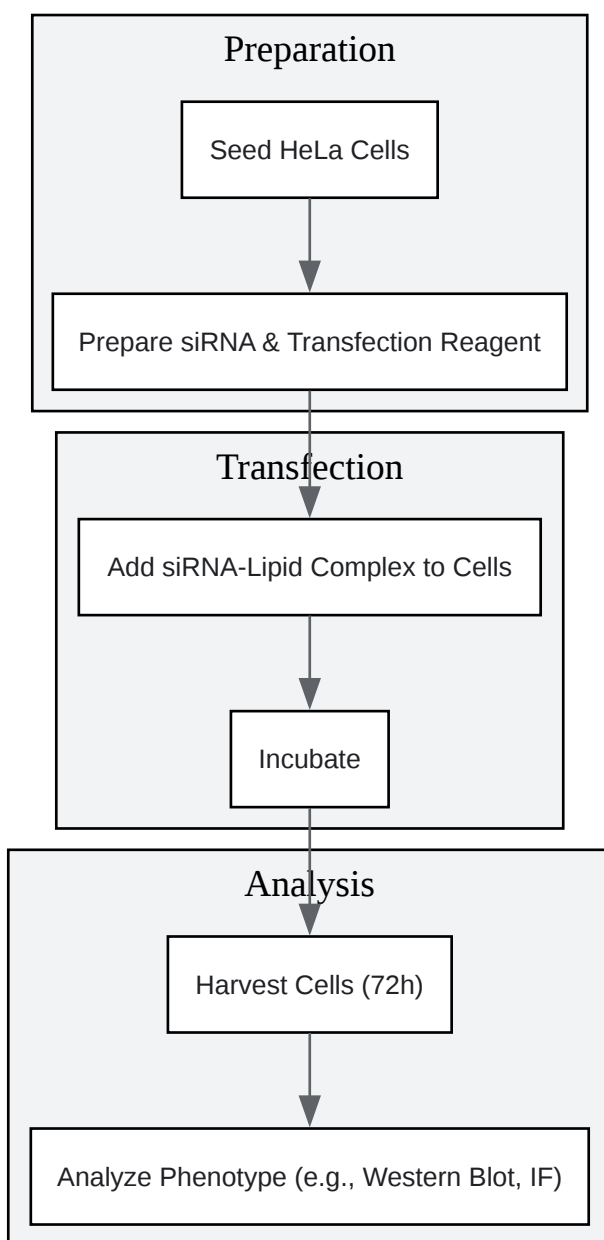 Preparation
Seed HeLa Cells
Prepare siRNA & Transfection Reagent
Transfection
Add siRNA-Lipid Complex to Cells
Incubate
Analysis
Harvest Cells (72h)
Analyze Phenotype (e.g., Western Blot, IF)